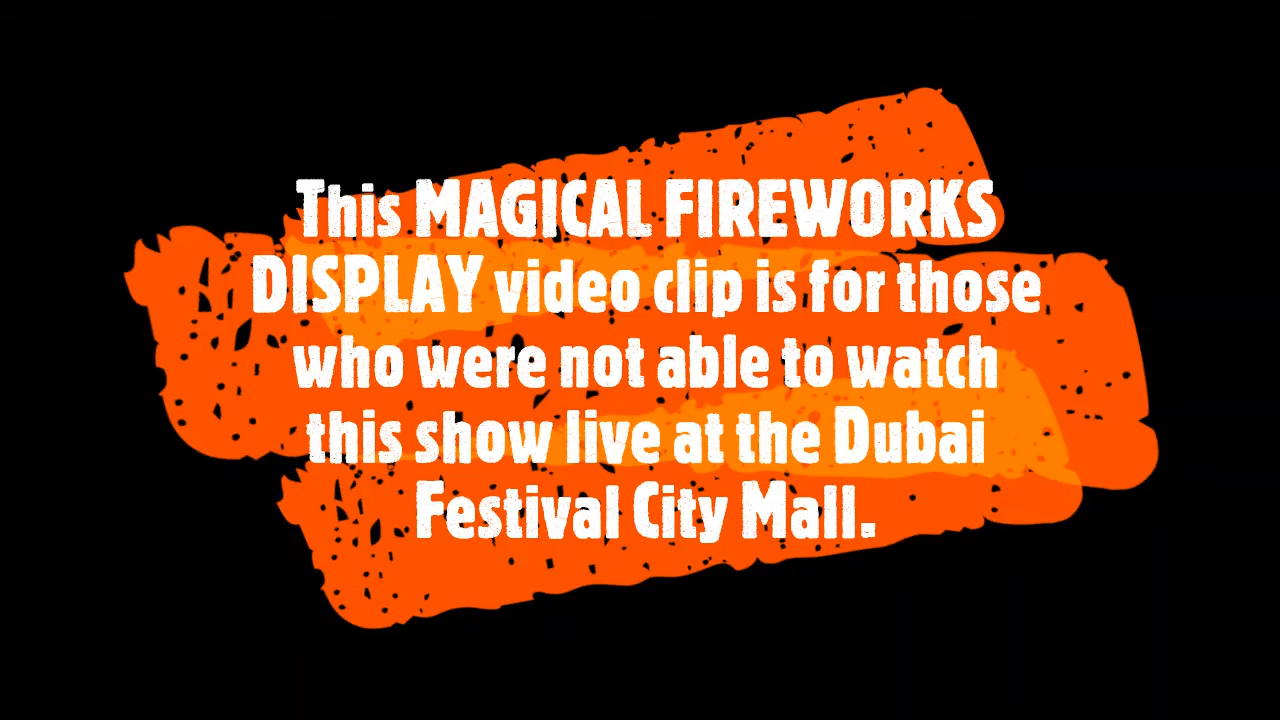 This MAGICAL FIREWORKS
DISPLAY video clip is for those
who were not able to watch
this show live at the Dubai
Festival City Mall.